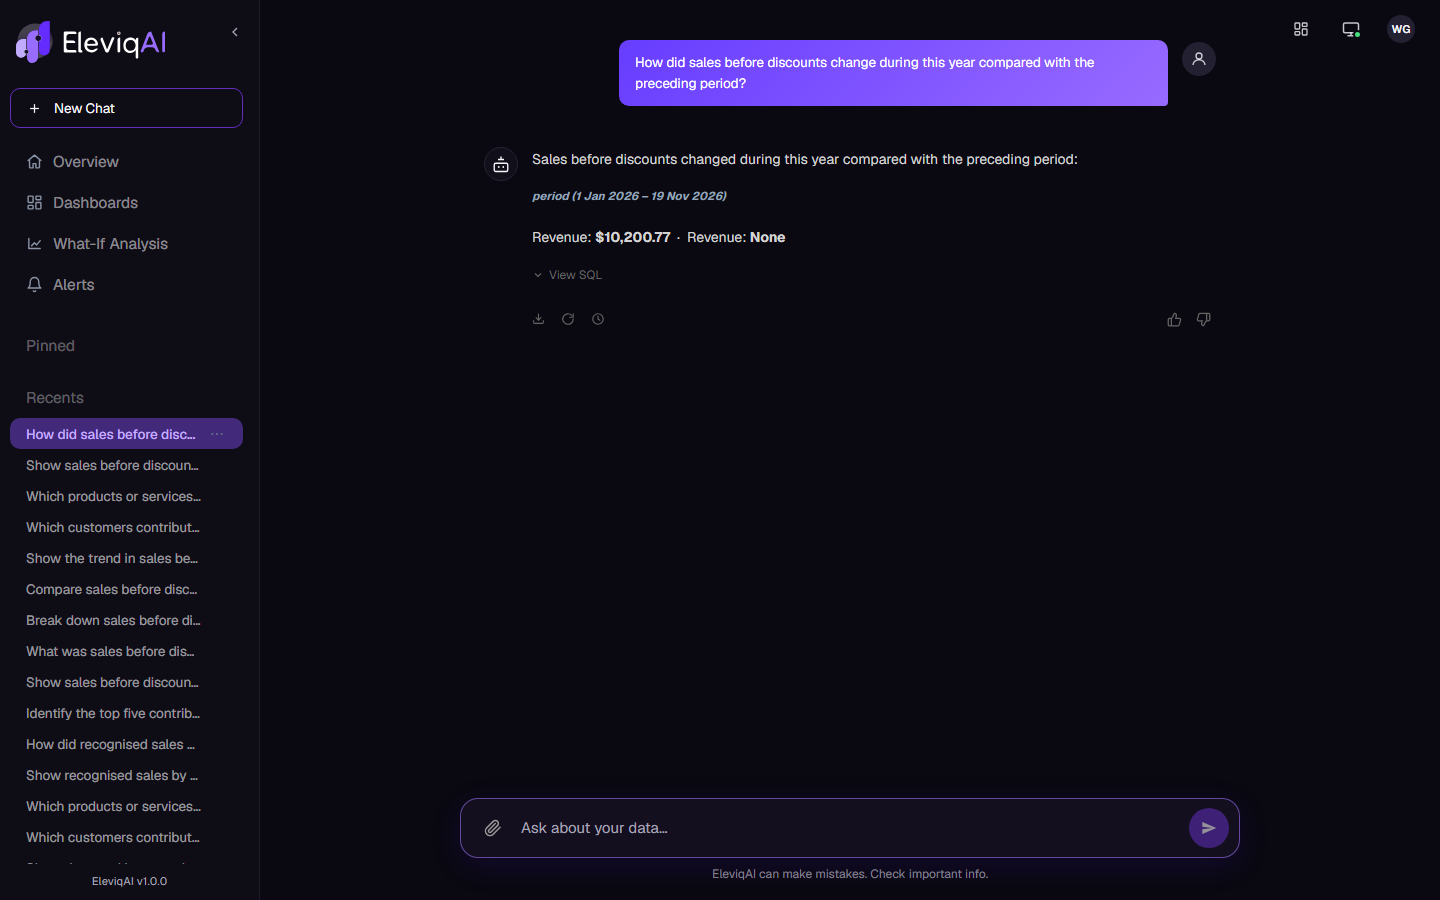 EleviqAI
New Chat
Overview
Dashboards
What-If Analysis
Alerts
Pinned
Recents
How did sales before disc...
Show sales before discoun...
Which products or services...
Which customers contribut...
Show the trend in sales be...
Compare sales before disc...
Break down sales before di...
What was sales before dis...
Show sales before discoun...
Identify the top five contrib...
How did recognised sales ...
Show recognised sales by ...
Which products or services...
Which customers contribut...
EleviqAI v1.0.0
WG
How did sales before discounts change during this year compared with the
preceding period?
Sales before discounts changed during this year compared with the preceding period:
period (1 Jan 2026 – 19 Nov 2026)
Revenue: $10,200.77 · Revenue: None
View SQL
Ask about your data...
EleviqAI can make mistakes. Check important info.